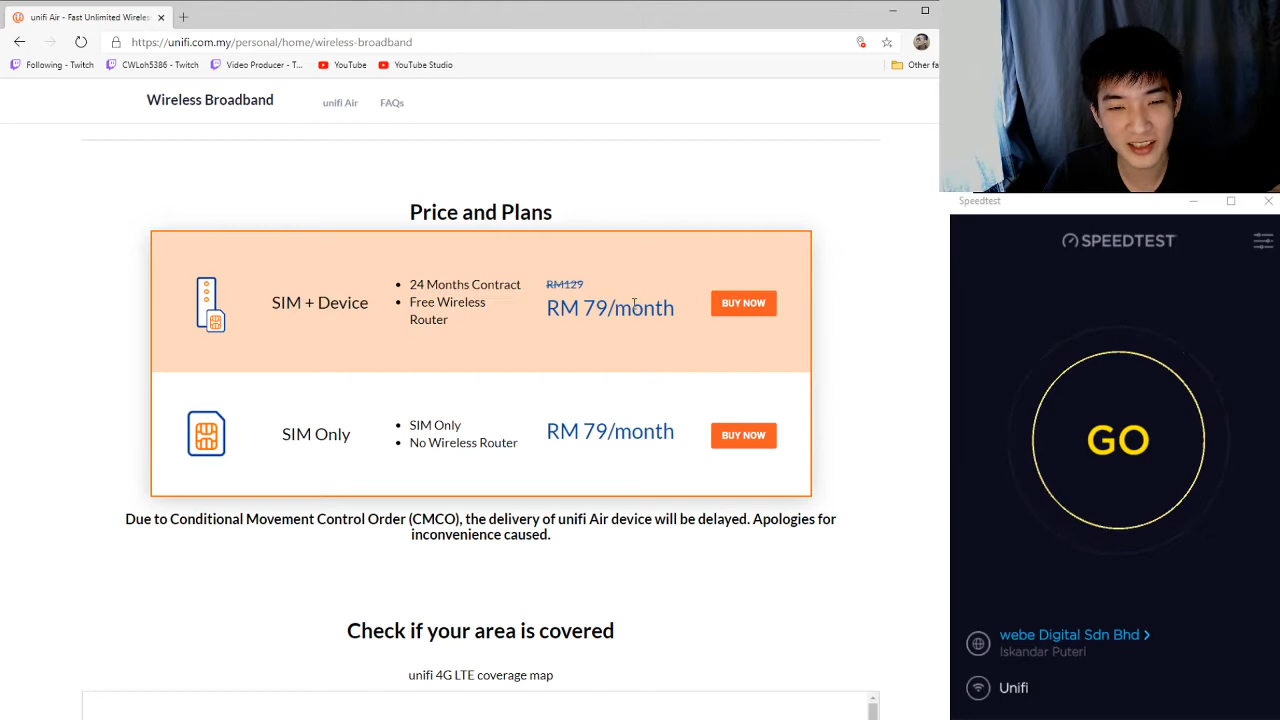 unifi Air - Fast Unlimited Wireles
https://unifi.com.my/personal/home/wireless-broadband
Following - Twitch
CWLoh5386 - Twitch
Video Producer - T...
YouTube
YouTube Studio
Other fa
Wireless Broadband
unifi Air
FAQs
Price and Plans
SIM + Device
• 24 Months Contract
• Free Wireless
Router
RM129
RM 79/month
BUY NOW
SIM Only
• SIM Only
• No Wireless Router
RM 79/month
BUY NOW
Due to Conditional Movement Control Order (CMCO), the delivery of unifi Air device will be delayed. Apologies for
inconvenience caused.
Check if your area is covered
unifi 4G LTE coverage map
Speedtest
SPEEDTEST
GO
webe Digital Sdn Bhd
Iskandar Puteri
Unifi